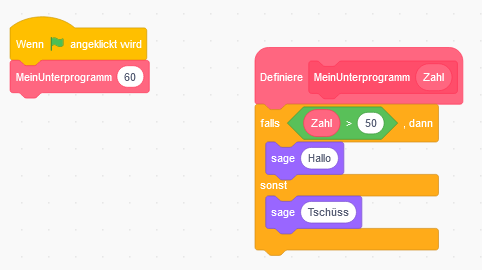 Wenn angeklickt wird
MeinUnterprogramm 60
Definiere MeinUnterprogramm Zahl
falls Zahl > 50 , dann
sage Hallo
sonst
sage Tschüss